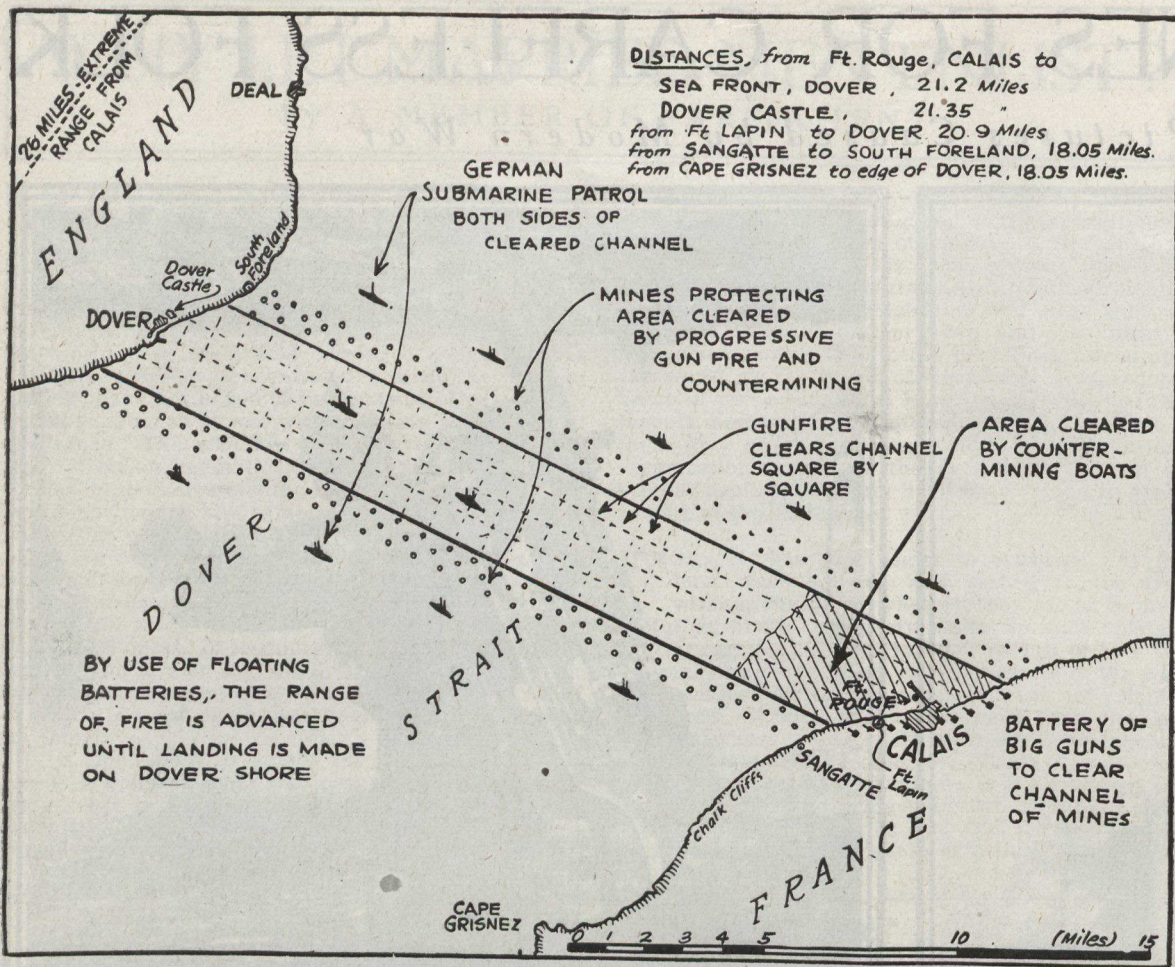 26 MILES-EXTREME
RANGE FROM
CALAIS
ENGLAND
DEAL
DISTANCES, from Ft. Rouge, CALAIS to
SEA FRONT, DOVER, 21.2 Miles
DOVER CASTLE, 21.35 "
from Ft LAPIN to DOVER 20.9 Miles
from SANGATTE to SOUTH FORELAND, 18.05 Miles.
from CAPE GRISNEZ to edge of DOVER, 18.05 Miles.
GERMAN
SUBMARINE PATROL
BOTH SIDES OF
CLEARED CHANNEL
South
Foreland
Dover
Castle
DOVER
MINES PROTECTING
AREA CLEARED
BY PROGRESSIVE
GUN FIRE AND
COUNTERMINING
GUNFIRE
CLEARS CHANNEL
SQUARE BY
SQUARE
AREA CLEARED
BY COUNTER-
MINING BOATS
DOVER
STRAIT
BY USE OF FLOATING
BATTERIES, THE RANGE
OF FIRE IS ADVANCED
UNTIL LANDING IS MADE
ON DOVER SHORE
Ft.
ROUGE
CALAIS
Ft.
Lapin
SANGATTE
Chalk Cliffs
BATTERY OF
BIG GUNS
TO CLEAR
CHANNEL
OF MINES
FRANCE
CAPE
GRISNEZ
0 1 2 3 4 5 10 (Miles) 15